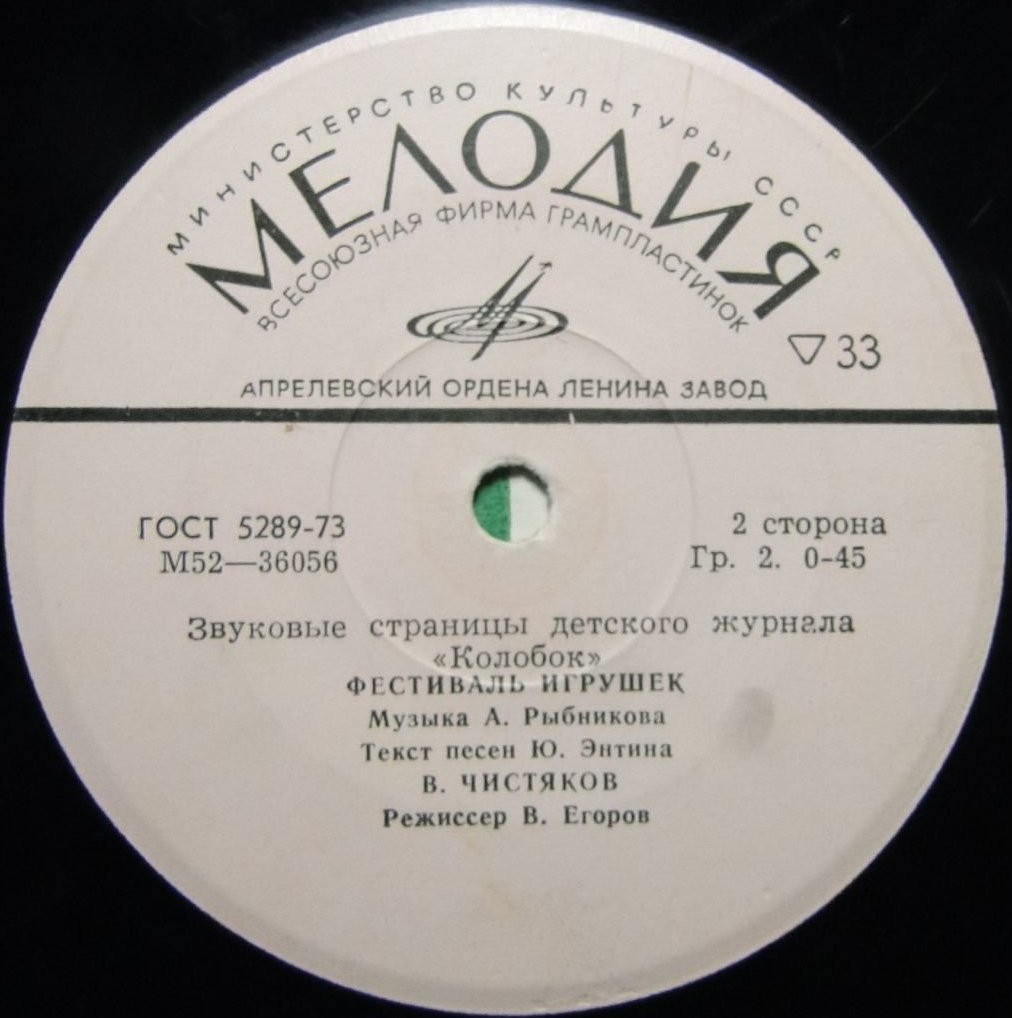 МИНИСТЕРСТВО КУЛЬТУРЫ СССР
МЕЛОДИЯ
ВСЕСОЮЗНАЯ ФИРМА ГРАМПЛАСТИНОК
33
АПРЕЛЕВСКИЙ ОРДЕНА ЛЕНИНА ЗАВОД
ГОСТ 5289-73
М52—36056
2 сторона
Гр. 2. 0-45
Звуковые страницы детского журнала
«Колобок»
ФЕСТИВАЛЬ ИГРУШЕК
Музыка А. Рыбникова
Текст песен Ю. Энтина
В. ЧИСТЯКОВ
Режиссер В. Егоров